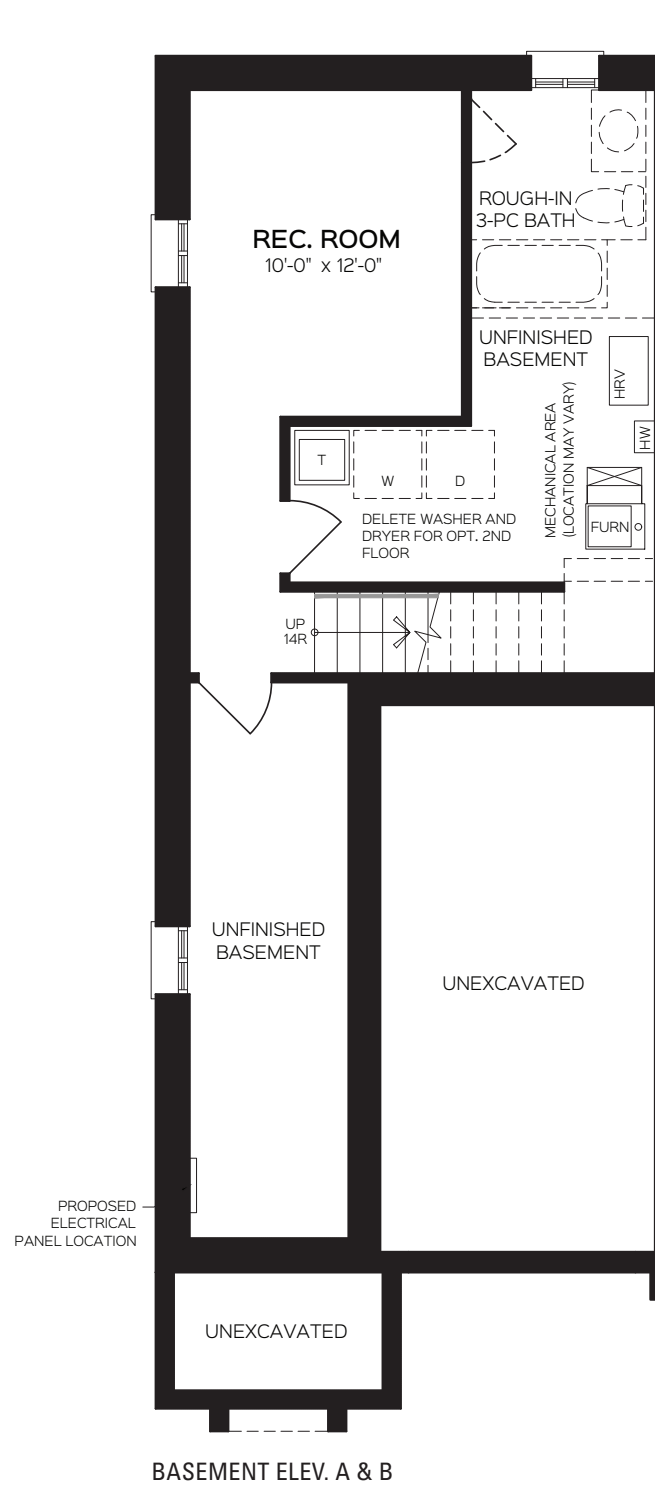 ROUGH-IN
3-PC BATH
REC. ROOM
10'-0" x 12'-0"
UNFINISHED
BASEMENT
HRV
MECHANICAL AREA
(LOCATION MAY VARY)
HW
T
W
D
FURN
DELETE WASHER AND
DRYER FOR OPT. 2ND
FLOOR
UP
14R
UNFINISHED
BASEMENT
UNEXCAVATED
PROPOSED
ELECTRICAL
PANEL LOCATION
UNEXCAVATED
BASEMENT ELEV. A & B